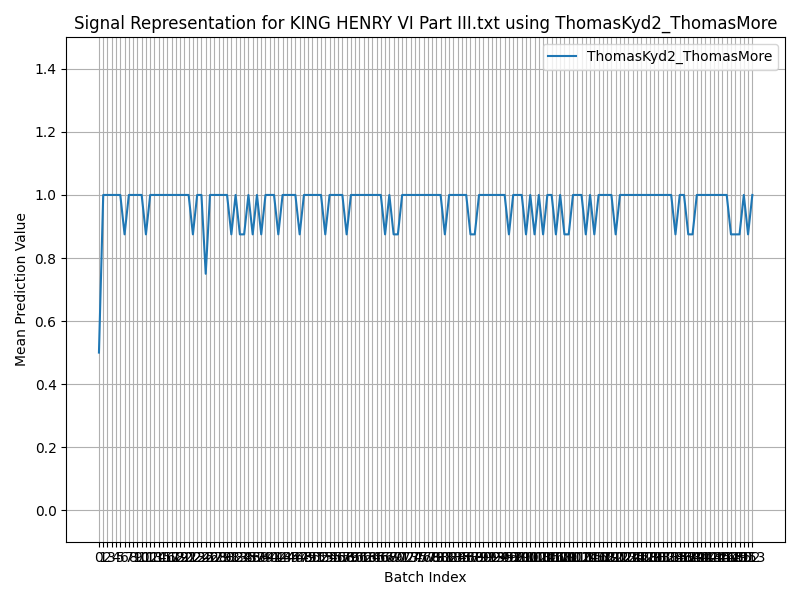 Signal Representation for KING HENRY VI Part III.txt using ThomasKyd2_ThomasMore
ThomasKyd2_ThomasMore
1.4
1.2
1.0
0.8
0.6
0.4
0.2
0.0
Mean Prediction Value
Batch Index